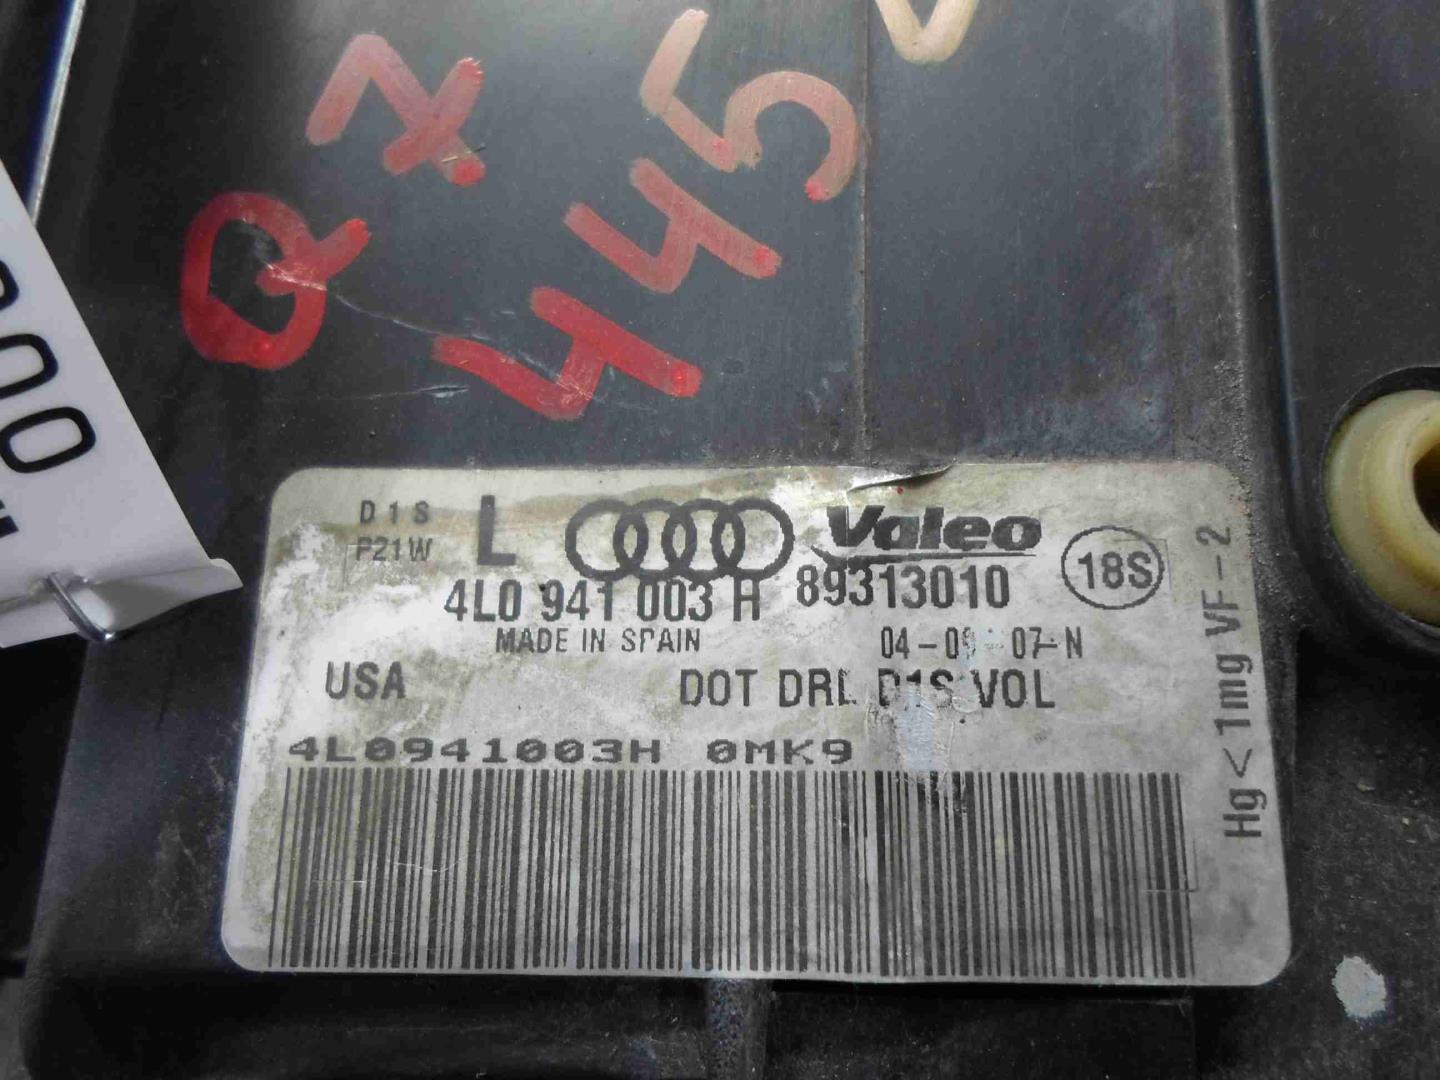 Q7
445
00
D1S
P21W
L
Valeo
4L0 941 003 H
89313010
18S
MADE IN SPAIN
USA
DOT DRL D1S VOL
4L0941003H 0MK9
Hg<1mg VF-2